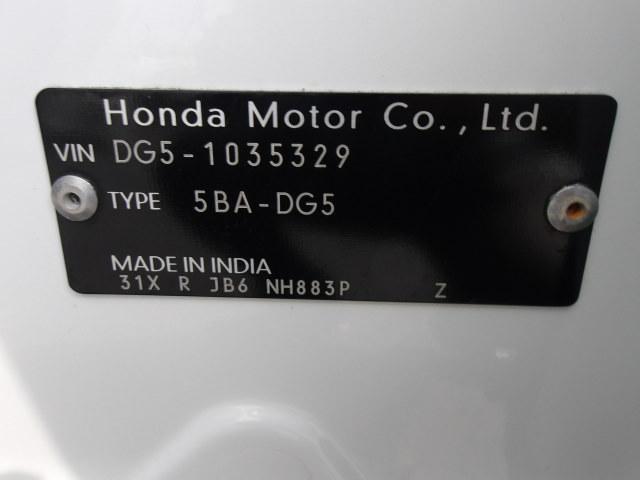 Honda Motor Co., Ltd.
VIN DG5-1035329
TYPE 5BA-DG5
MADE IN INDIA
31X R JB6 NH883P Z